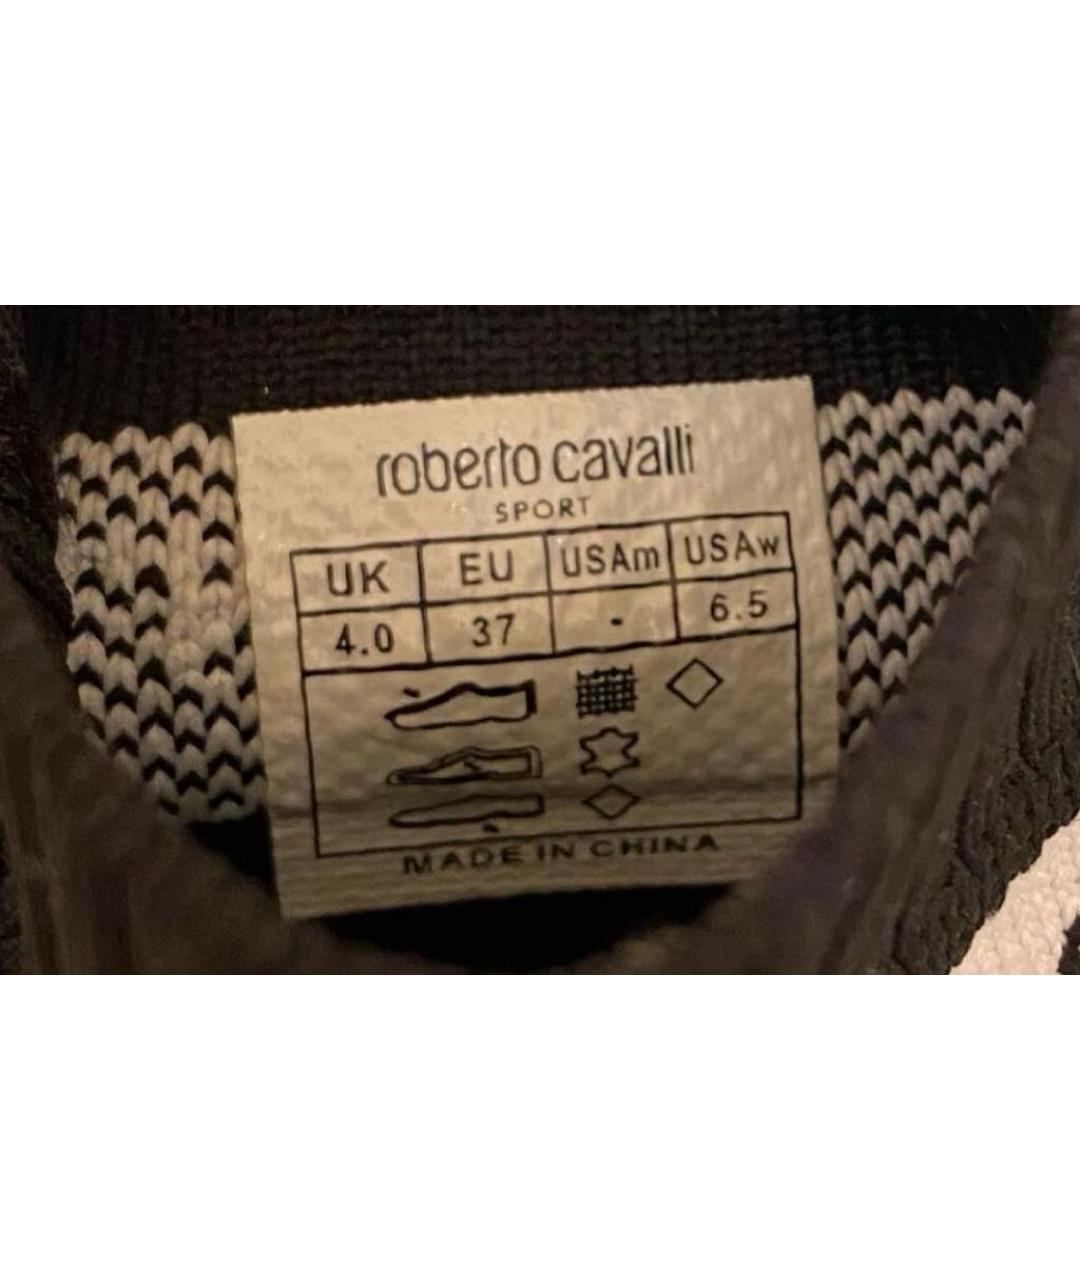 roberto cavalli
SPORT
UK EU USAm USAw
4.0 37 - 6.5
MADE IN CHINA